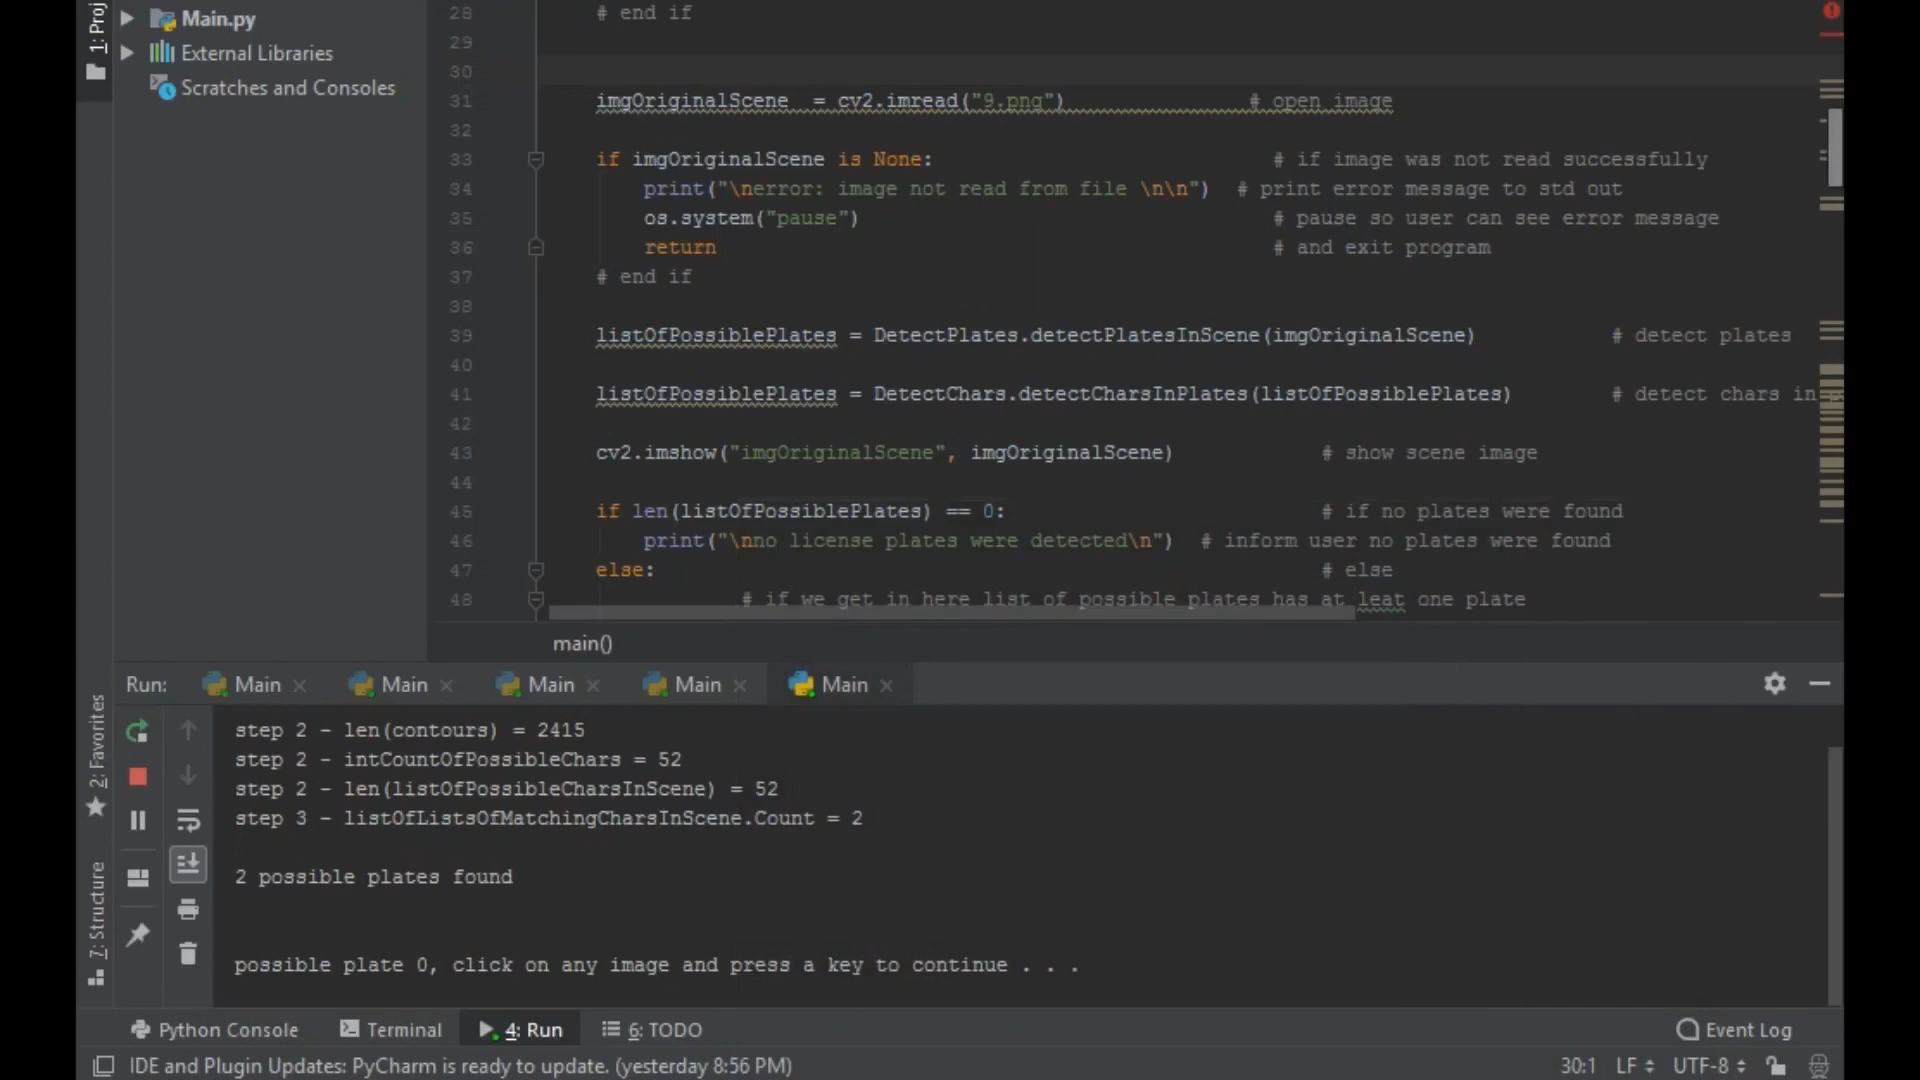 1: Proj
Main.py
External Libraries
Scratches and Consoles
28 # end if
29
30
31 imgOriginalScene = cv2.imread("9.png") # open image
32
33 if imgOriginalScene is None: # if image was not read successfully
34 print("\nerror: image not read from file \n\n") # print error message to std out
35 os.system("pause") # pause so user can see error message
36 return # and exit program
37 # end if
38
39 listOfPossiblePlates = DetectPlates.detectPlatesInScene(imgOriginalScene) # detect plates
40
41 listOfPossiblePlates = DetectChars.detectCharsInPlates(listOfPossiblePlates) # detect chars in
42
43 cv2.imshow("imgOriginalScene", imgOriginalScene) # show scene image
44
45 if len(listOfPossiblePlates) == 0: # if no plates were found
46 print("\nno license plates were detected\n") # inform user no plates were found
47 else: # else
48 # if we get in here list of possible plates has at leat one plate
main()
Run: Main Main Main Main Main
2: Favorites
7: Structure
step 2 - len(contours) = 2415
step 2 - intCountOfPossibleChars = 52
step 2 - len(listOfPossibleCharsInScene) = 52
step 3 - listOfListsOfMatchingCharsInScene.Count = 2
2 possible plates found
possible plate 0, click on any image and press a key to continue . . .
Python Console Terminal 4: Run 6: TODO Event Log
IDE and Plugin Updates: PyCharm is ready to update. (yesterday 8:56 PM) 30:1 LF UTF-8